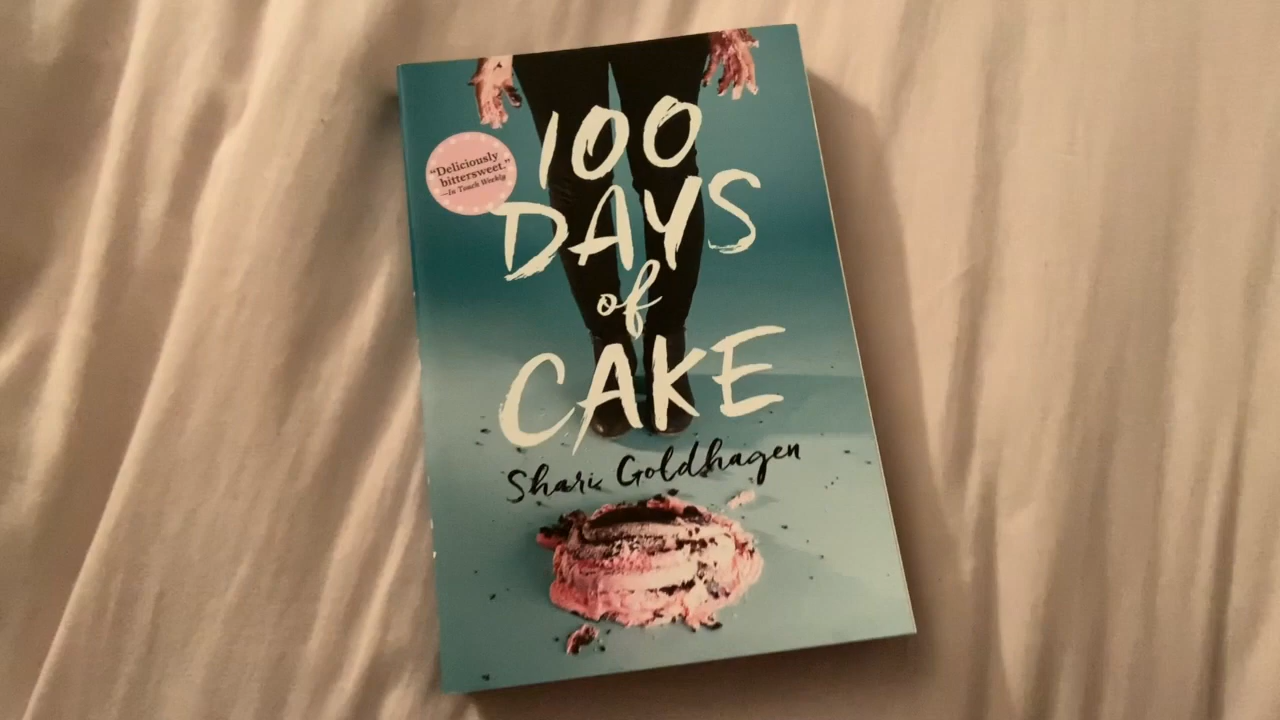 100
DAYS
of
CAKE
"Deliciously
bittersweet."
—In Touch Weekly
Shari Goldhagen